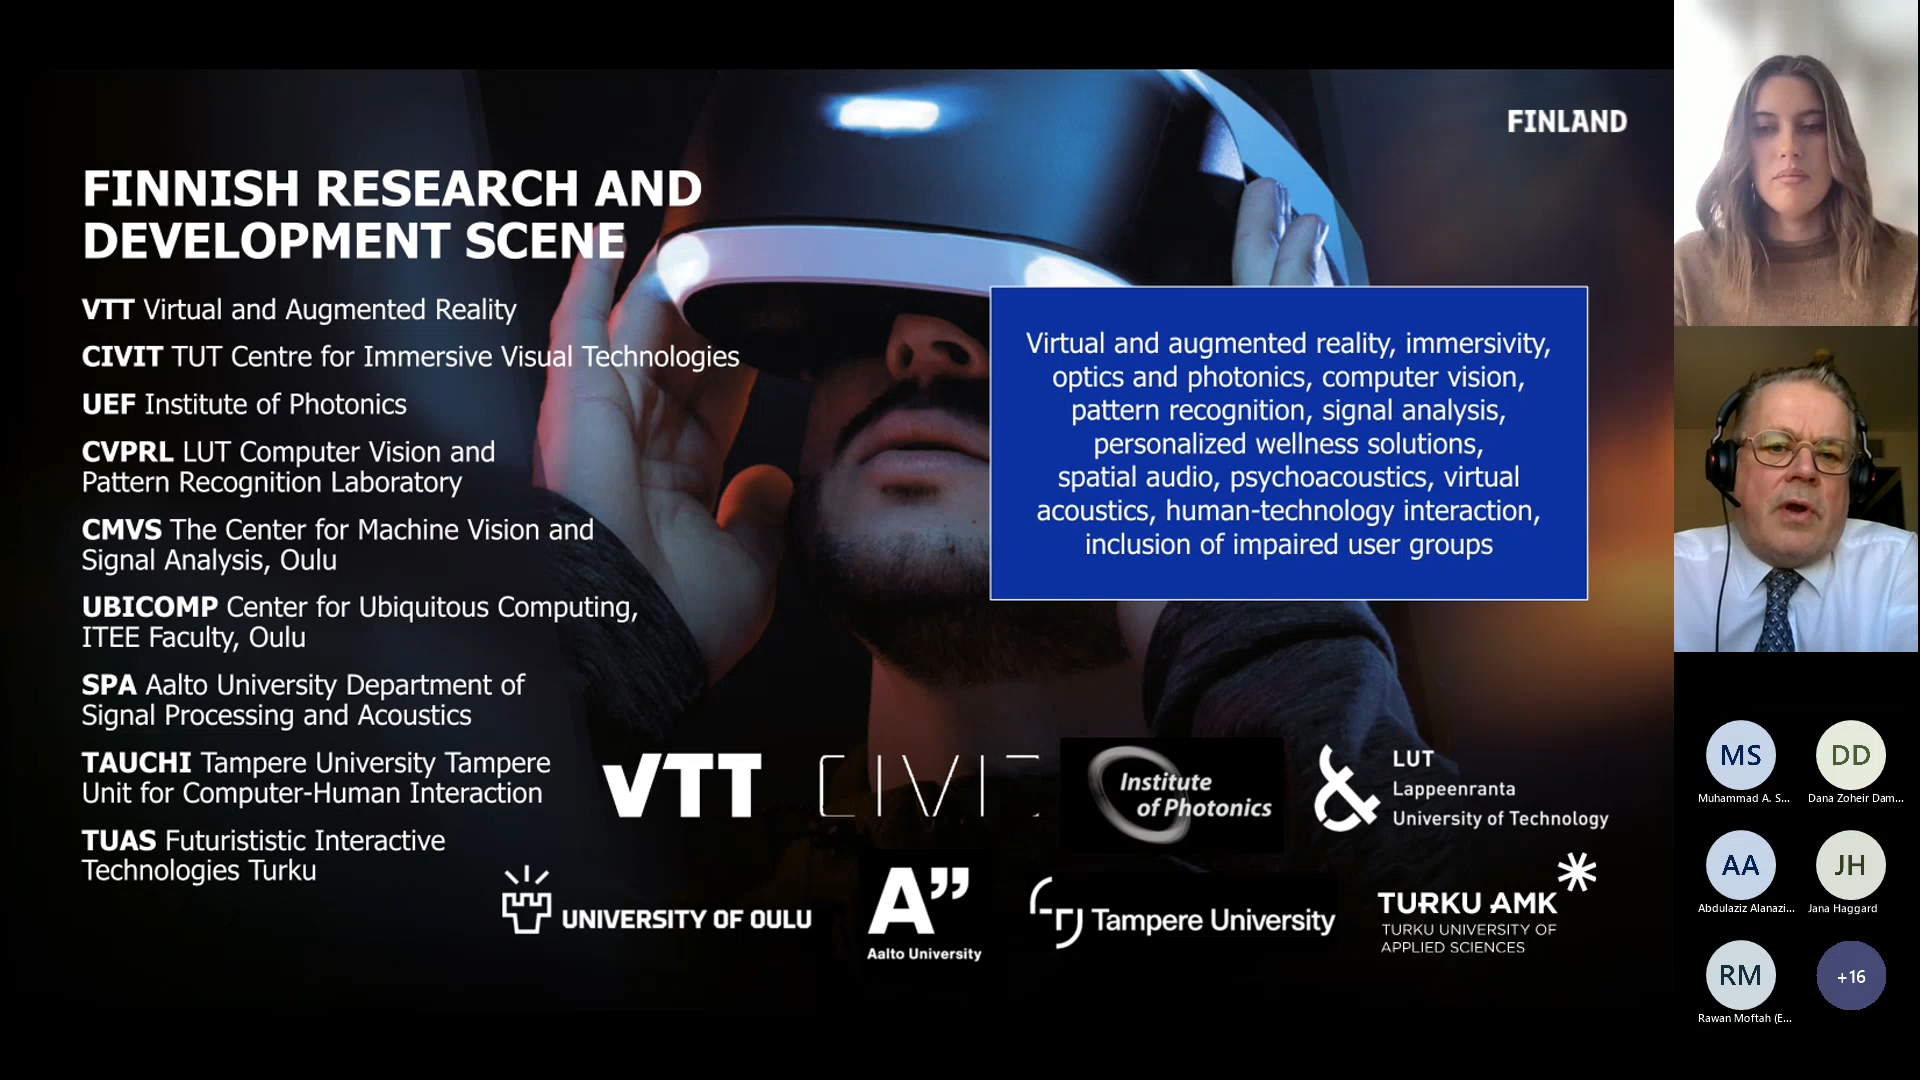 FINLAND
FINNISH RESEARCH AND
DEVELOPMENT SCENE
VTT Virtual and Augmented Reality
CIVIT TUT Centre for Immersive Visual Technologies
UEF Institute of Photonics
CVPRL LUT Computer Vision and
Pattern Recognition Laboratory
CMVS The Center for Machine Vision and
Signal Analysis, Oulu
UBICOMP Center for Ubiquitous Computing,
ITEE Faculty, Oulu
SPA Aalto University Department of
Signal Processing and Acoustics
TAUCHI Tampere University Tampere
Unit for Computer-Human Interaction
TUAS Futurististic Interactive
Technologies Turku
Virtual and augmented reality, immersivity,
optics and photonics, computer vision,
pattern recognition, signal analysis,
personalized wellness solutions,
spatial audio, psychoacoustics, virtual
acoustics, human-technology interaction,
inclusion of impaired user groups
VTT
CIVIT
Institute
of Photonics
LUT
Lappeenranta
University of Technology
UNIVERSITY OF OULU
A”
Aalto University
Tampere University
TURKU AMK
TURKU UNIVERSITY OF
APPLIED SCIENCES
MS
Muhammad A. S...
DD
Dana Zoheir Dam...
AA
Abdulaziz Alanazi...
JH
Jana Haggard
RM
Rawan Moftah (E...
+16